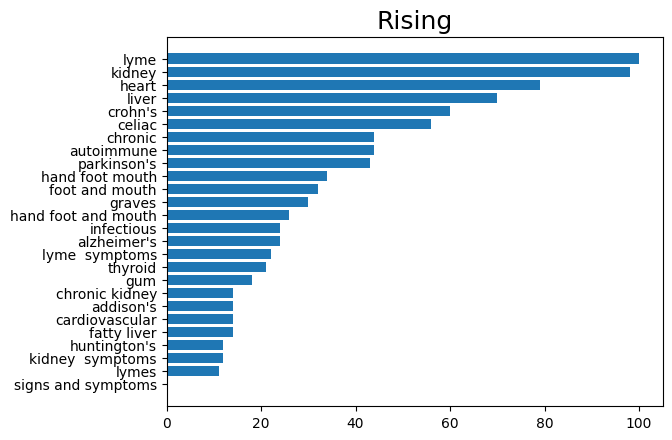 Rising
lyme
kidney
heart
liver
crohn's
celiac
chronic
autoimmune
parkinson's
hand foot mouth
foot and mouth
graves
hand foot and mouth
infectious
alzheimer's
lyme  symptoms
thyroid
gum
chronic kidney
addison's
cardiovascular
fatty liver
huntington's
kidney  symptoms
lymes
signs and symptoms
0 20 40 60 80 100